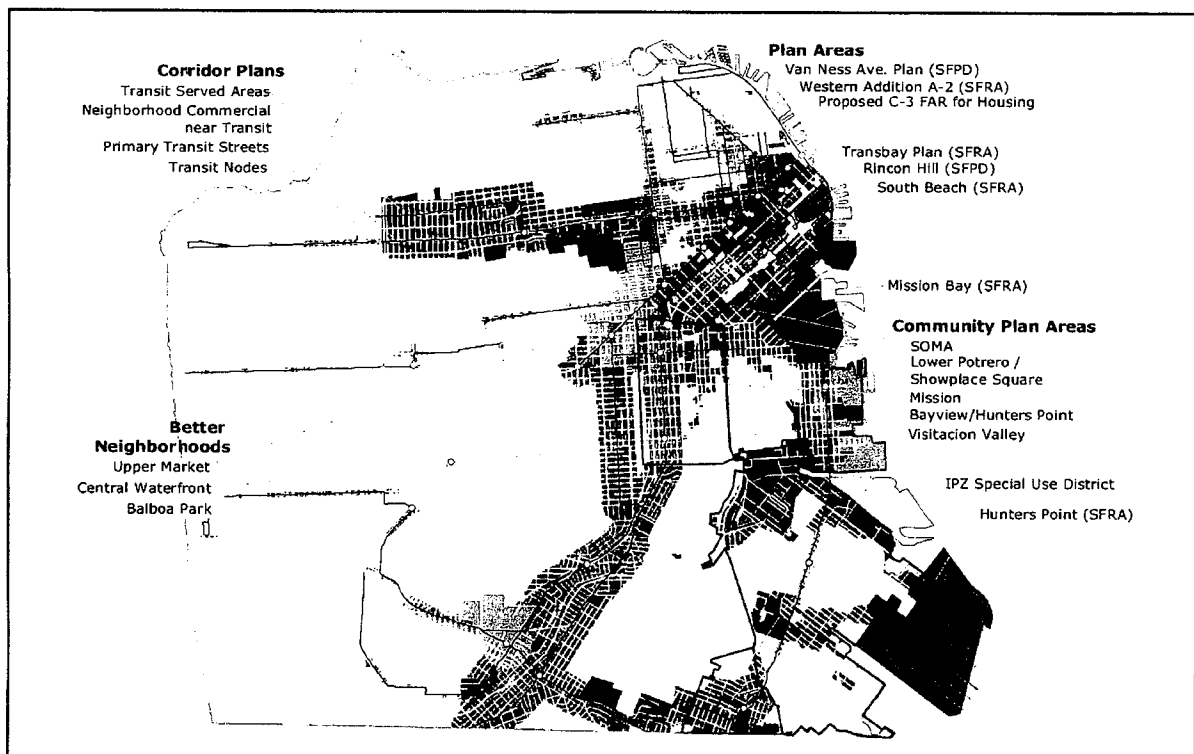 Corridor Plans
Transit Served Areas
Neighborhood Commercial
near Transit
Primary Transit Streets
Transit Nodes
Plan Areas
Van Ness Ave. Plan (SFPD)
Western Addition A-2 (SFRA)
Proposed C-3 FAR for Housing
Transbay Plan (SFRA)
Rincon Hill (SFPD)
South Beach (SFRA)
Mission Bay (SFRA)
Community Plan Areas
SOMA
Lower Potrero /
Showplace Square
Mission
Bayview/Hunters Point
Visitacion Valley
Better
Neighborhoods
Upper Market
Central Waterfront
Balboa Park
IPZ Special Use District
Hunters Point (SFRA)